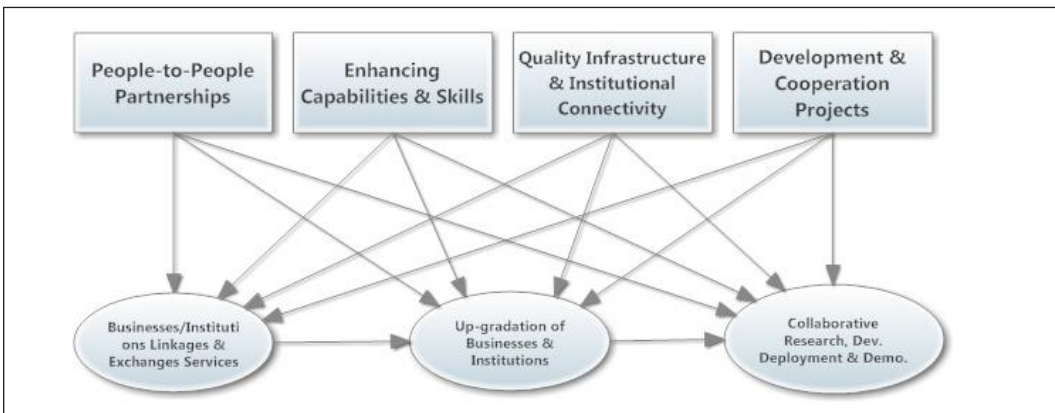 People-to-People
Partnerships
Enhancing
Capabilities & Skills
Quality Infrastructure
& Institutional
Connectivity
Development &
Cooperation
Projects
Businesses/Instituti
ons Linkages &
Exchanges Services
Up-gradation of
Businesses &
Institutions
Collaborative
Research, Dev.
Deployment & Demo.